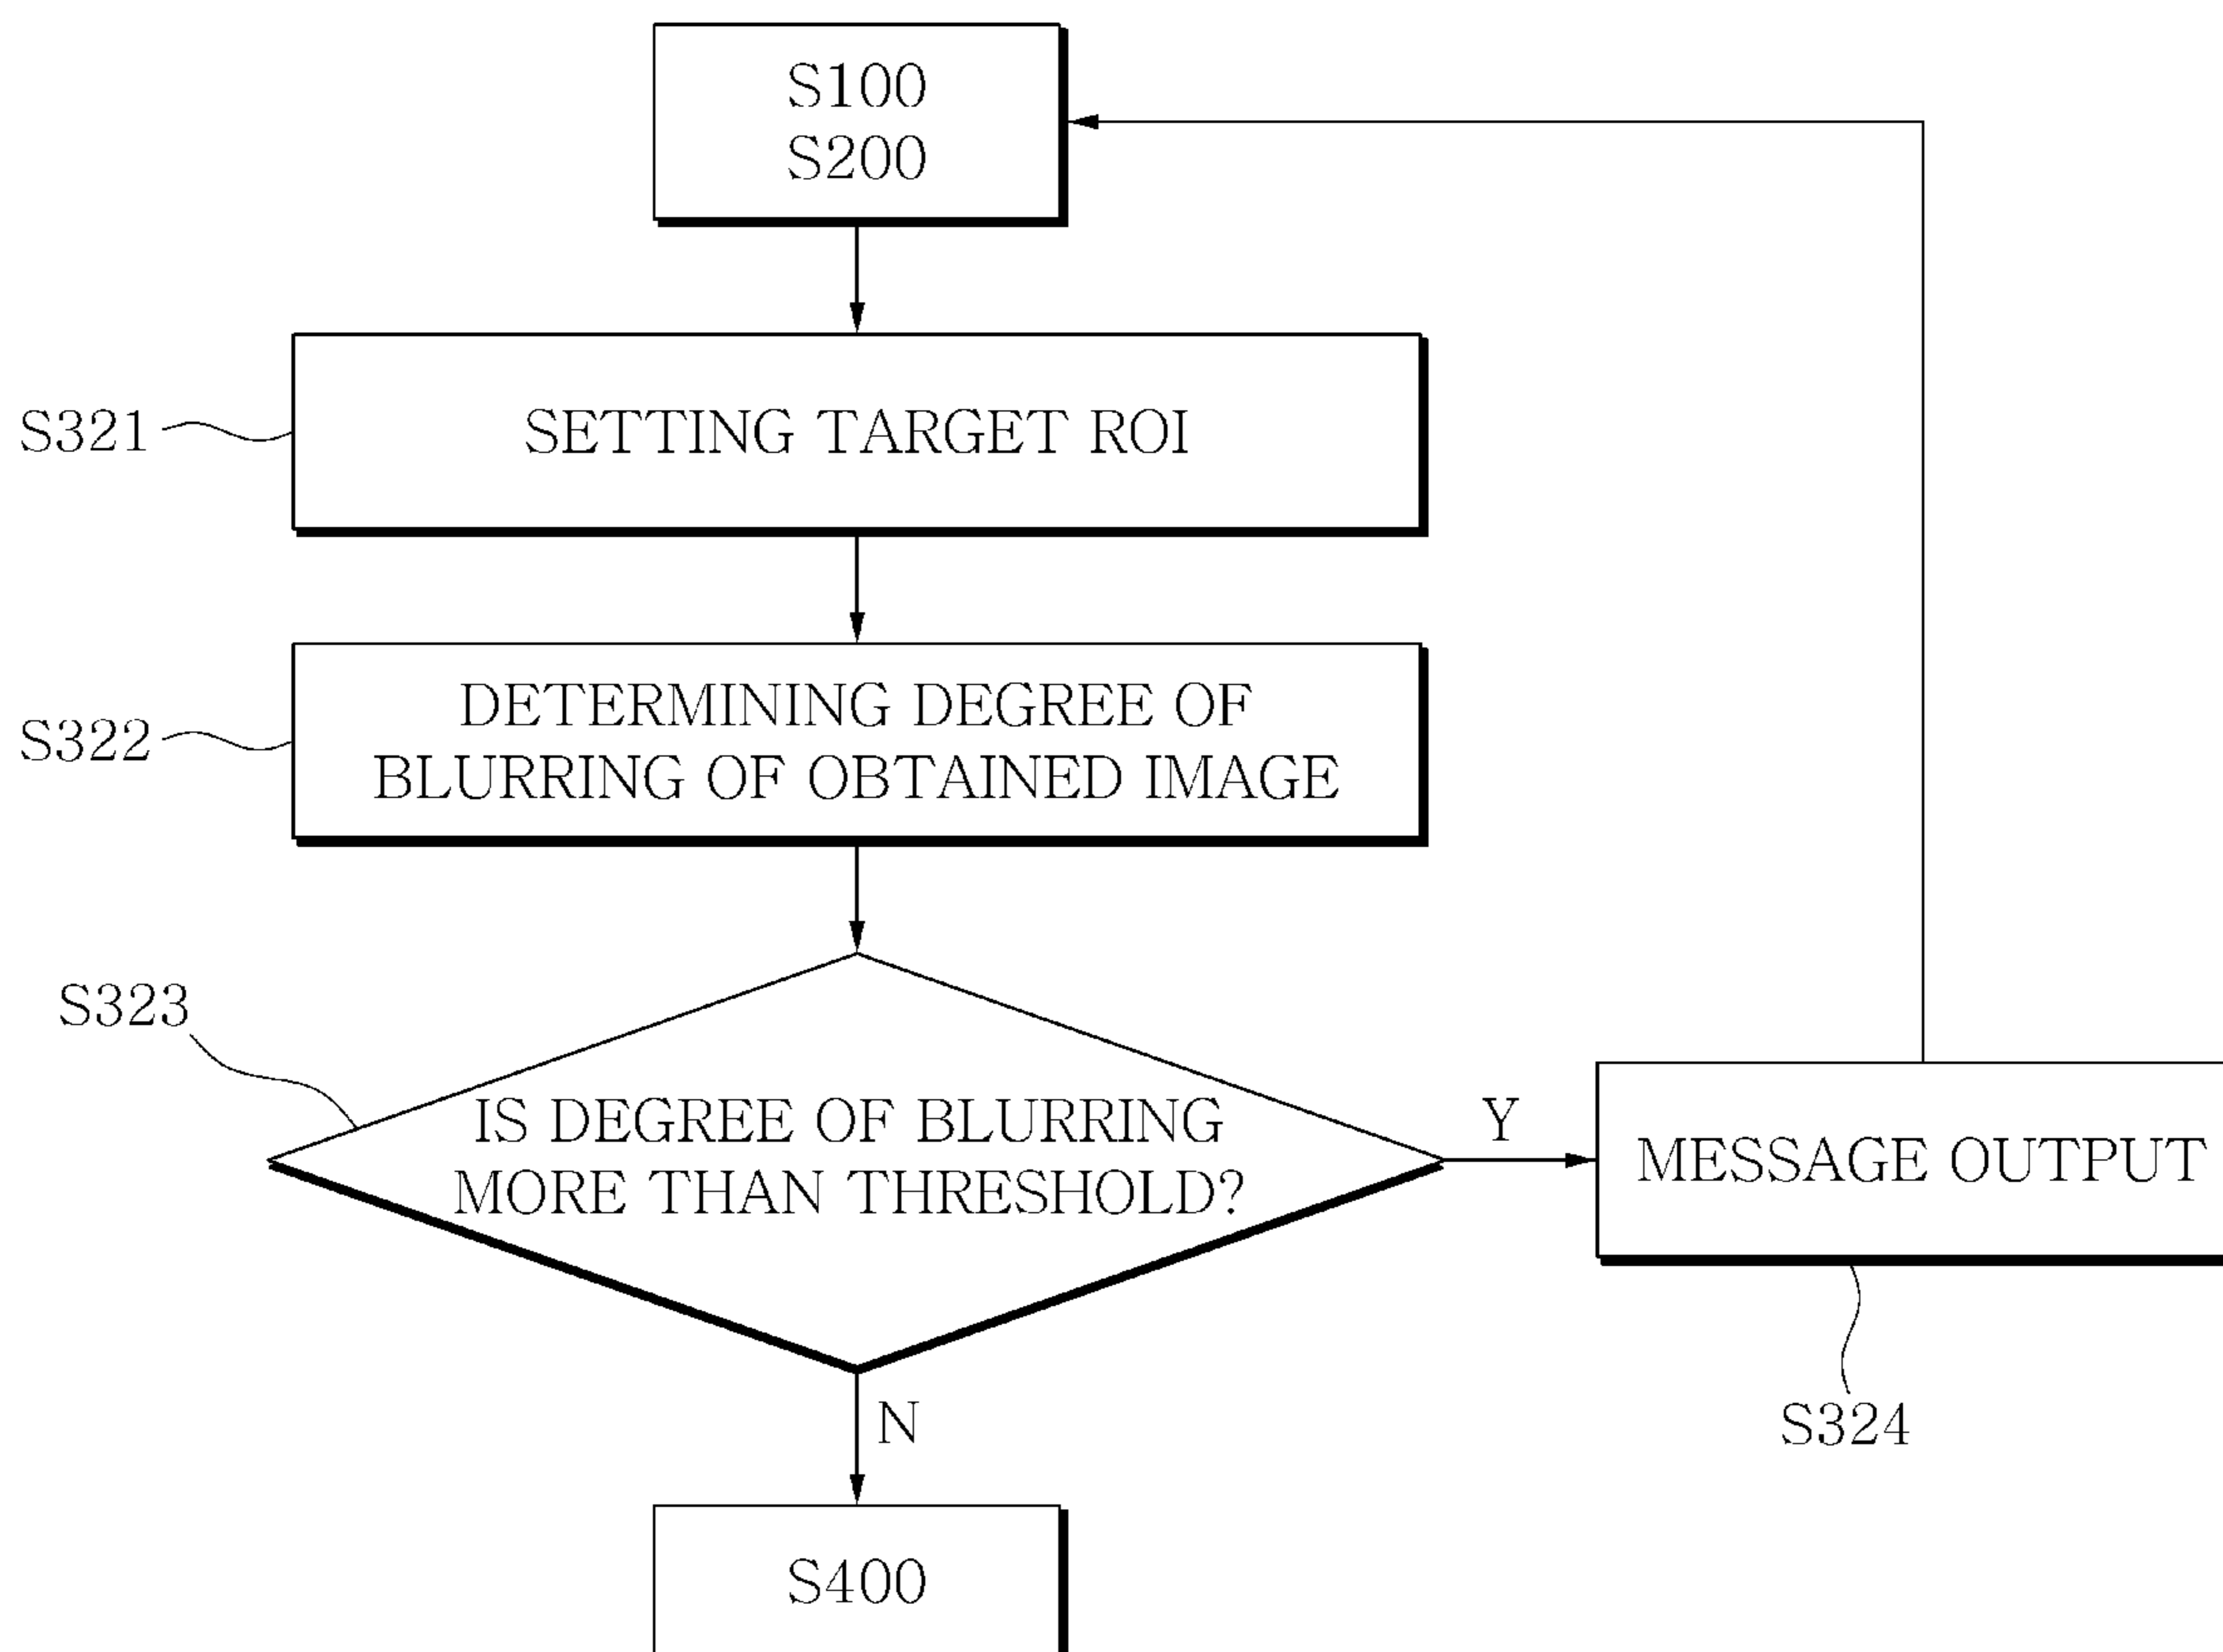 S100
S200
S321
SETTING TARGET ROI
S322
DETERMINING DEGREE OF
BLURRING OF OBTAINED IMAGE
S323
IS DEGREE OF BLURRING
MORE THAN THRESHOLD?
Y
MESSAGE OUTPUT
S324
N
S400